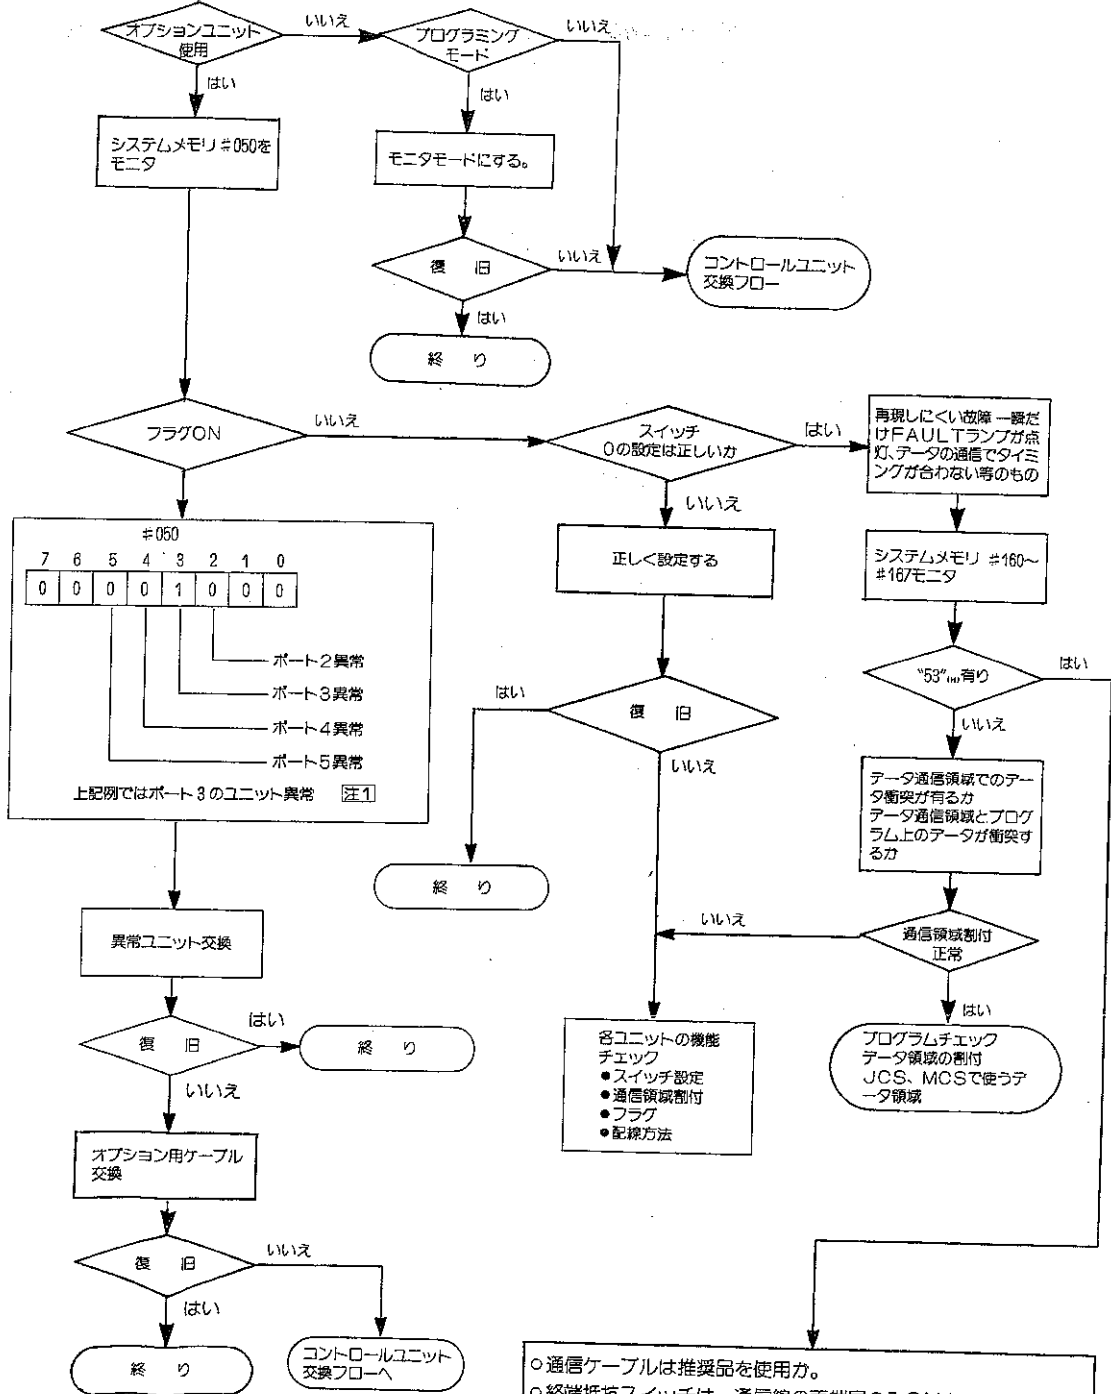 オプションユニット
使用
いいえ
プログラミング
モード
いいえ
はい
はい
システムメモリ #050を
モニタ
モニタモードにする。
復 旧
いいえ
コントロールユニット
交換フロー
はい
終 り
フラグON
いいえ
スイッチ
0の設定は正しいか
はい
再現しにくい故障 一瞬だ
けFAULTランプが点
灯、データの通信でタイミ
ングが合わない等のもの
いいえ
正しく設定する
システムメモリ #160～
#167モニタ
#050
7 6 5 4 3 2 1 0
0 0 0 0 1 0 0 0
ポート2異常
ポート3異常
ポート4異常
ポート5異常
上記例ではポート3のユニット異常 注1
はい
復 旧
いいえ
"53" 有り
はい
いいえ
データ通信領域でのデー
タ衝突が有るか
データ通信領域とプログ
ラム上のデータが衝突す
るか
終 り
いいえ
通信領域割付
正常
はい
異常ユニット交換
復 旧
はい
終 り
いいえ
各ユニットの機能
チェック
●スイッチ設定
●通信領域割付
●フラグ
●配線方法
プログラムチェック
データ領域の割付
JCS、MCSで使うデ
ータ領域
オプション用ケーブル
交換
復 旧
いいえ
はい
終 り
コントロールユニット
交換フローへ
○通信ケーブルは推奨品を使用か。